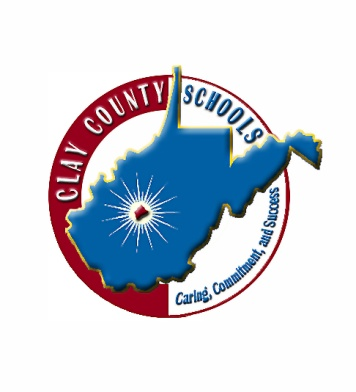 CLAY COUNTY SCHOOLS
Caring, Commitment, and Success